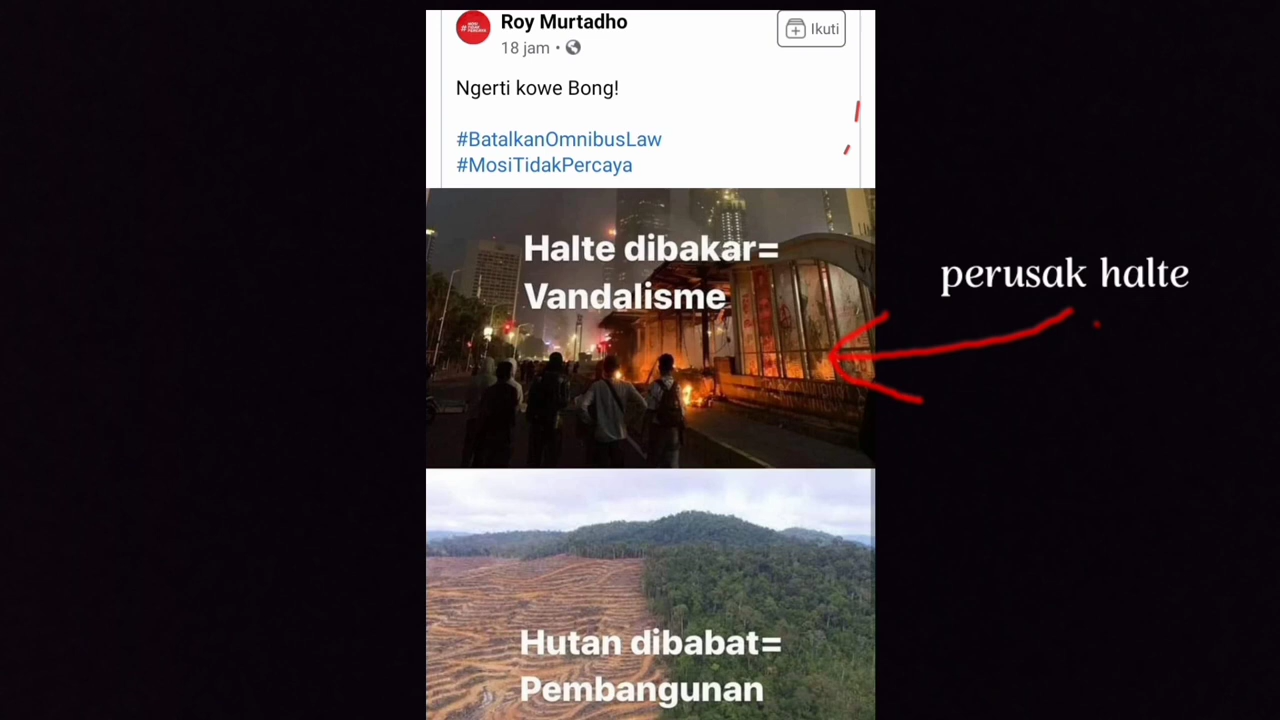 Roy Murtadho
18 jam
Ikuti
Ngerti kowe Bong!
#BatalkanOmnibusLaw
#MosiTidakPercaya
Halte dibakar=
Vandalisme
perusak halte
Hutan dibabat=
Pembangunan